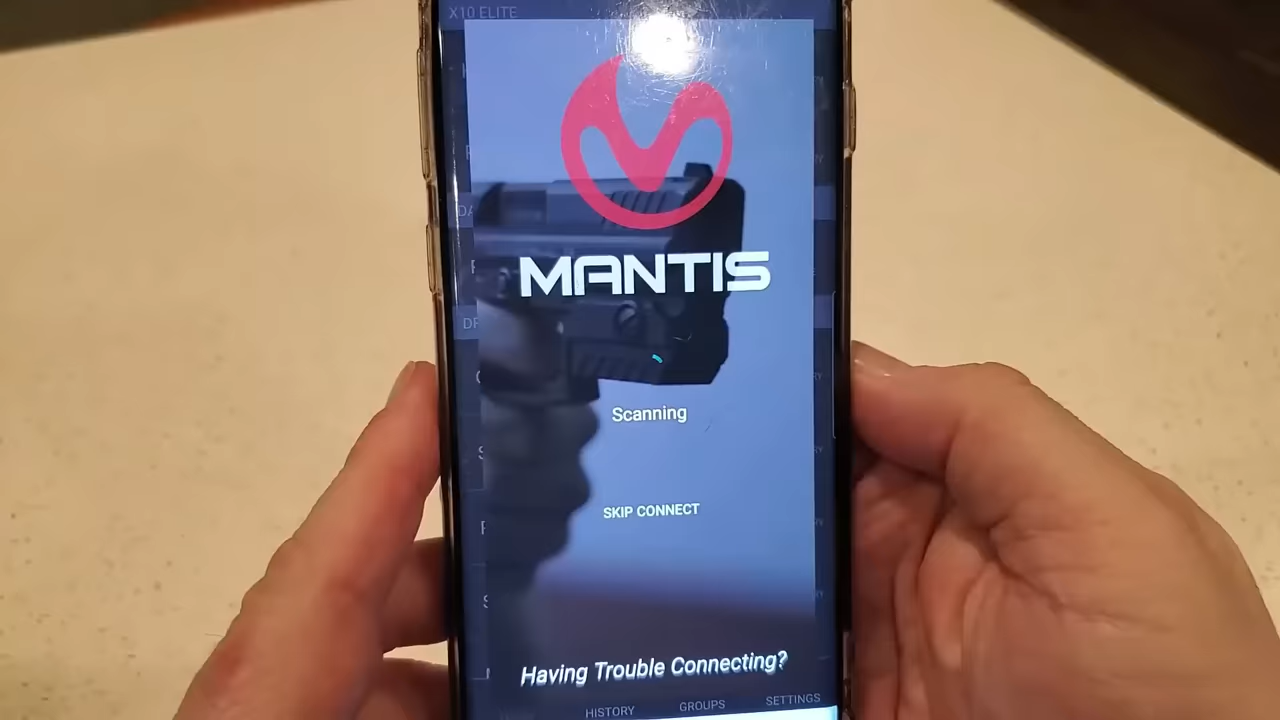 X10 ELITE
MANTIS
Scanning
SKIP CONNECT
Having Trouble Connecting?
HISTORY
GROUPS
SETTINGS